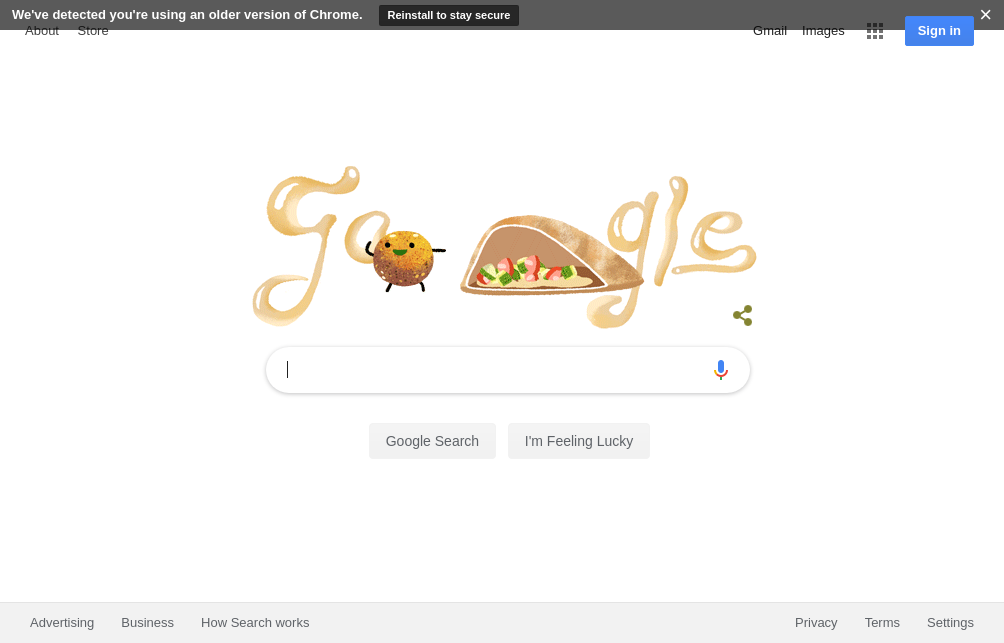 We've detected you're using an older version of Chrome. Reinstall to stay secure ×
About Store Gmail Images Sign in
Google
Google Search I'm Feeling Lucky
Advertising Business How Search works Privacy Terms Settings